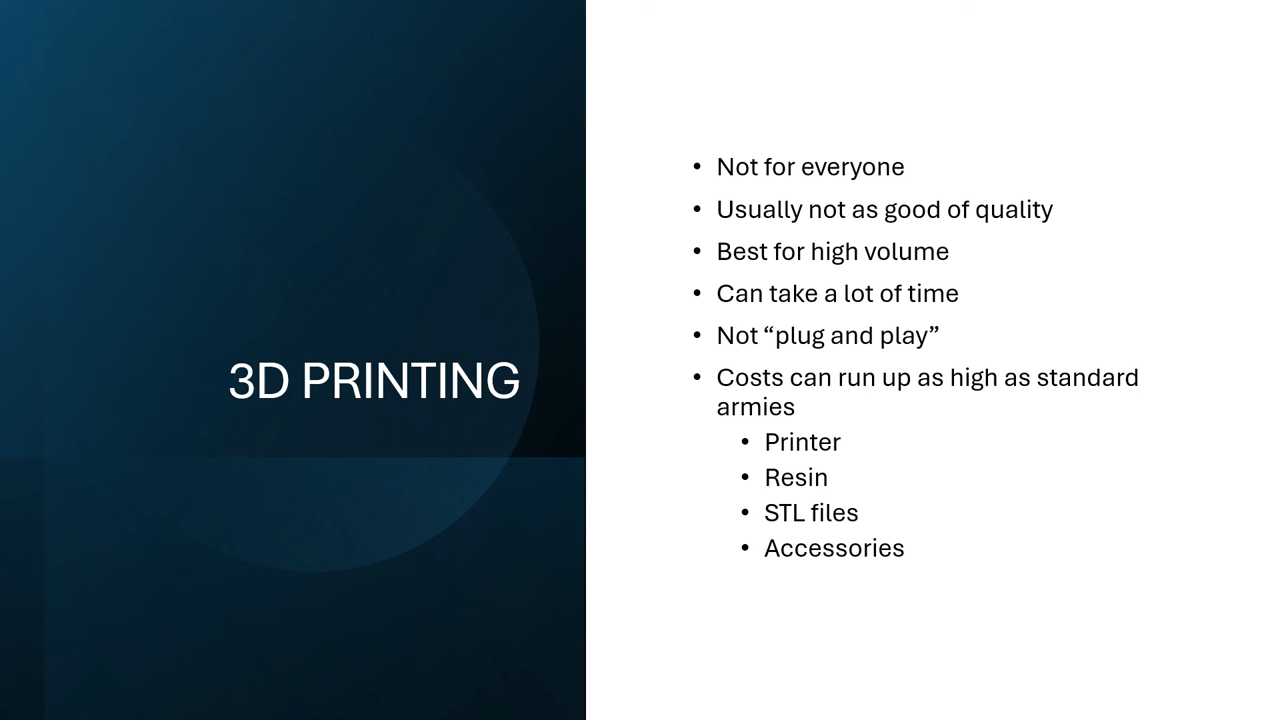 3D PRINTING
• Not for everyone
• Usually not as good of quality
• Best for high volume
• Can take a lot of time
• Not “plug and play”
• Costs can run up as high as standard
armies
• Printer
• Resin
• STL files
• Accessories